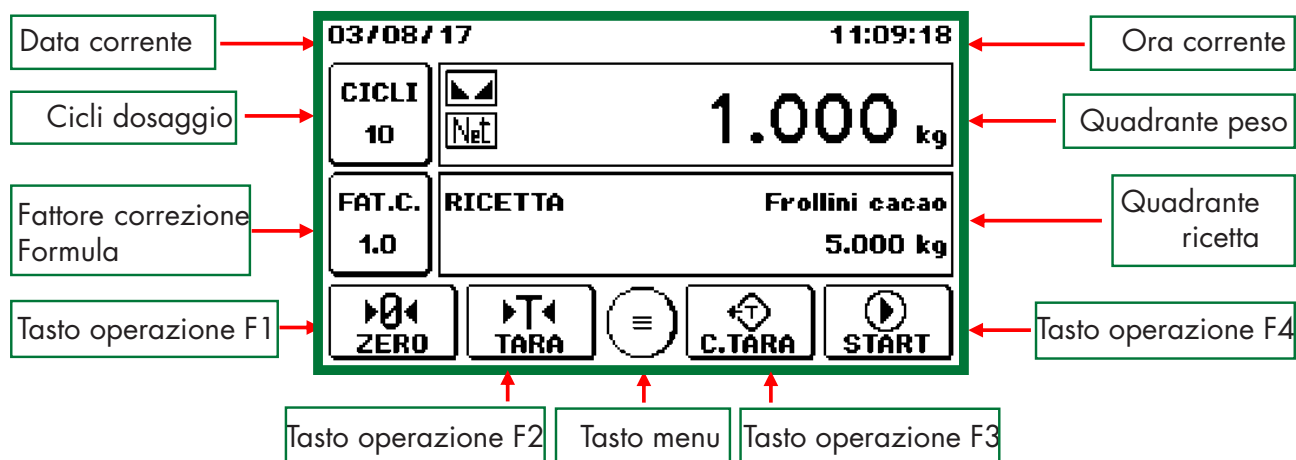 Data corrente
03/08/17
11:09:18
Ora corrente
Cicli dosaggio
CICLI
10
Net
1.000 kg
Quadrante peso
Fattore correzione
Formula
FAT.C.
1.0
RICETTA
Frollini cacao
5.000 kg
Quadrante
ricetta
Tasto operazione F1
0
ZERO
T
TARA
≡
T
C.TARA
START
Tasto operazione F4
Tasto operazione F2
Tasto menu
Tasto operazione F3